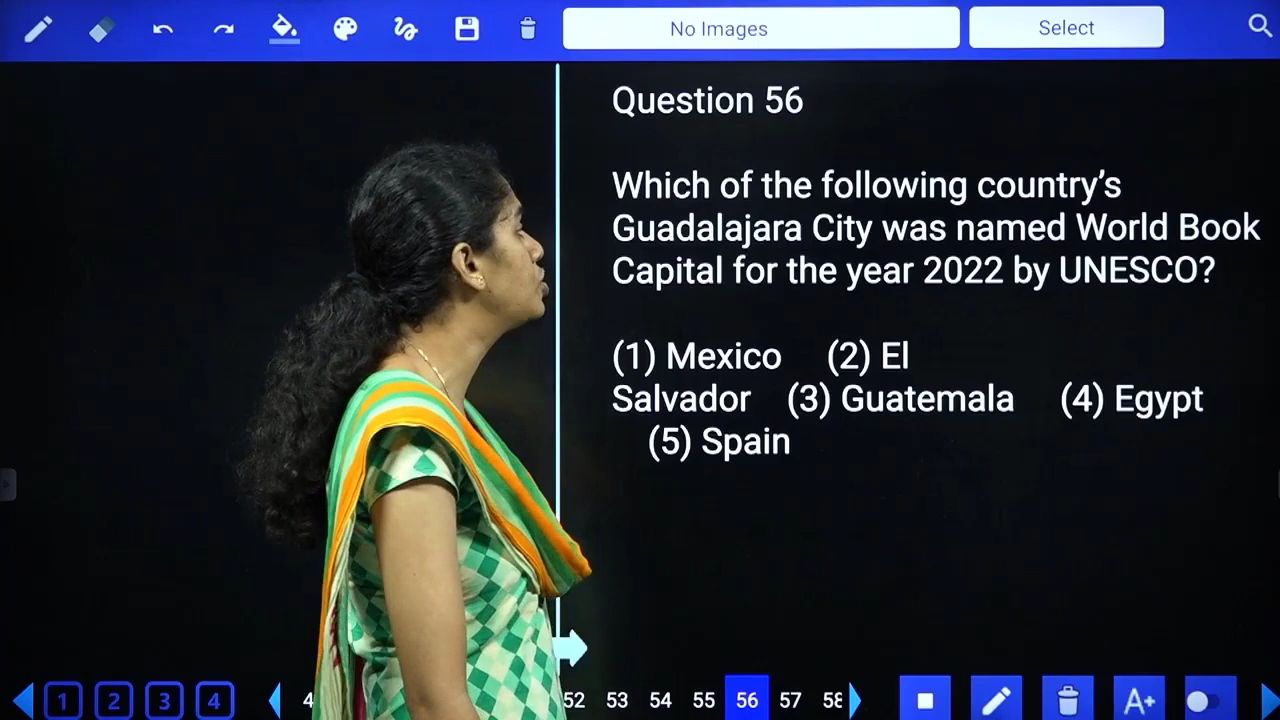 No Images
Select
Question 56
Which of the following country's
Guadalajara City was named World Book
Capital for the year 2022 by UNESCO?
(1) Mexico (2) El
Salvador (3) Guatemala (4) Egypt
(5) Spain
1 2 3 4 4 52 53 54 55 56 57 58 A+